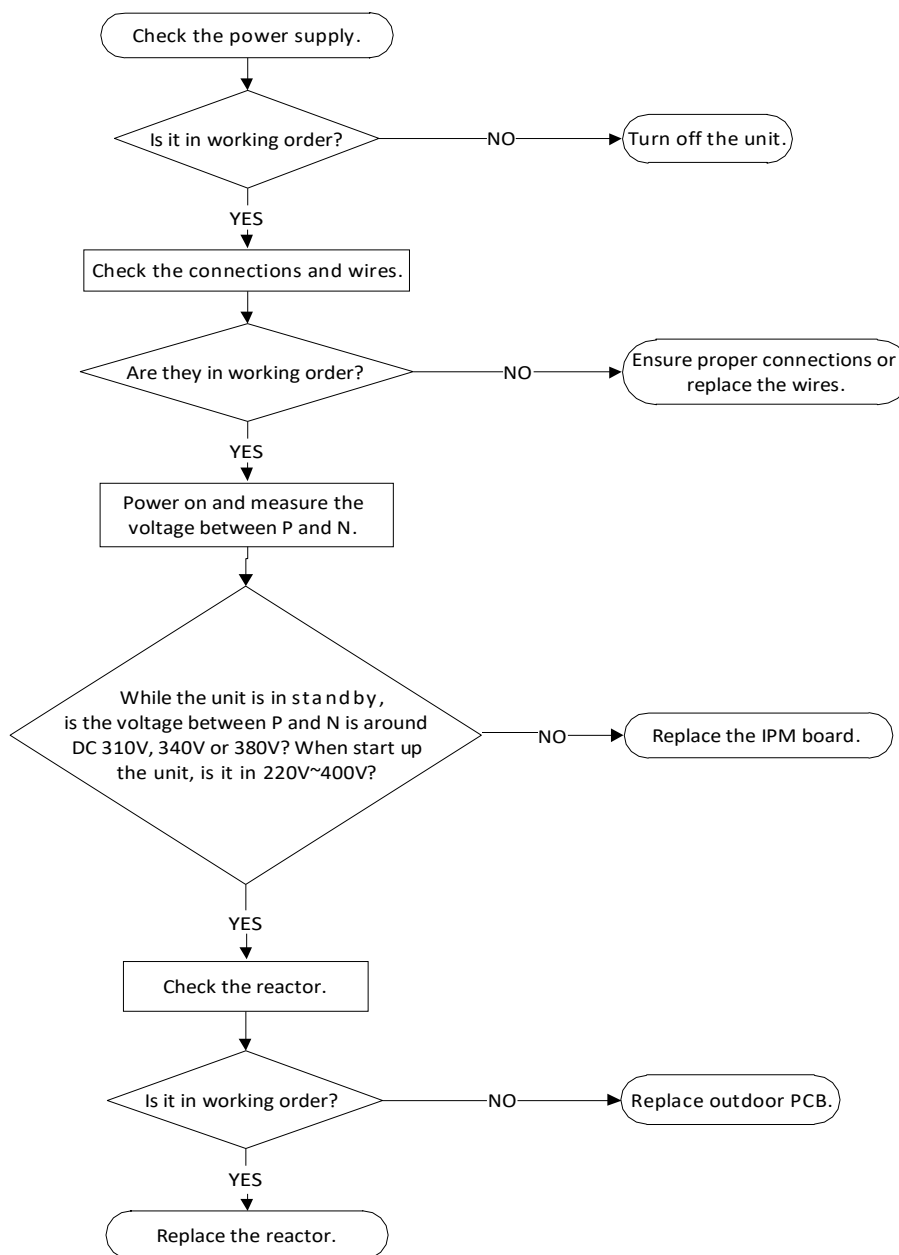 Check the power supply.
Is it in working order?
NO
Turn off the unit.
YES
Check the connections and wires.
Are they in working order?
NO
Ensure proper connections or
replace the wires.
YES
Power on and measure the
voltage between P and N.
While the unit is in standby,
is the voltage between P and N is around
DC 310V, 340V or 380V? When start up
the unit, is it in 220V~400V?
NO
Replace the IPM board.
YES
Check the reactor.
Is it in working order?
NO
Replace outdoor PCB.
YES
Replace the reactor.